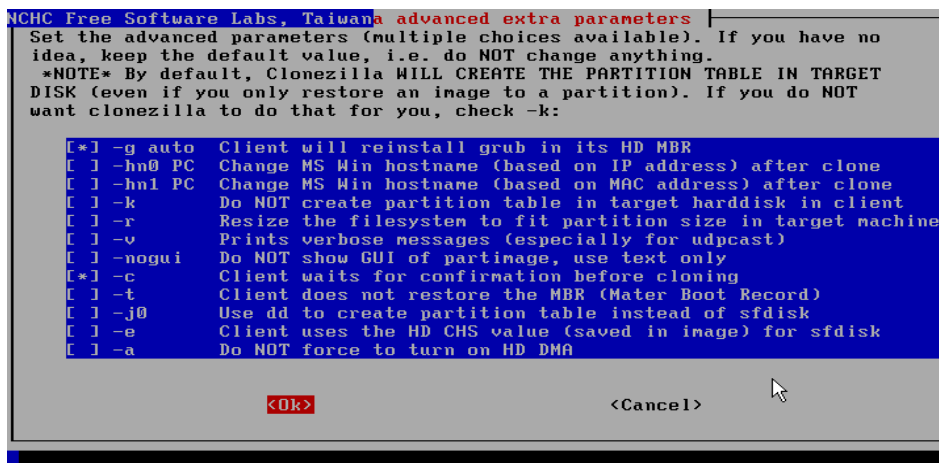 NCHC Free Software Labs, Taiwana advanced extra parameters
Set the advanced parameters (multiple choices available). If you have no
idea, keep the default value, i.e. do NOT change anything.
*NOTE* By default, Clonezilla WILL CREATE THE PARTITION TABLE IN TARGET
DISK (even if you only restore an image to a partition). If you do NOT
want clonezilla to do that for you, check -k:
[*] -g auto Client will reinstall grub in its HD MBR
[ ] -hn0 PC Change MS Win hostname (based on IP address) after clone
[ ] -hn1 PC Change MS Win hostname (based on MAC address) after clone
[ ] -k Do NOT create partition table in target harddisk in client
[ ] -r Resize the filesystem to fit partition size in target machine
[ ] -v Prints verbose messages (especially for udpcast)
[ ] -nogui Do NOT show GUI of partimage, use text only
[*] -c Client waits for confirmation before cloning
[ ] -t Client does not restore the MBR (Mater Boot Record)
[ ] -j0 Use dd to create partition table instead of sfdisk
[ ] -e Client uses the HD CHS value (saved in image) for sfdisk
[ ] -a Do NOT force to turn on HD DMA
<Ok> <Cancel>